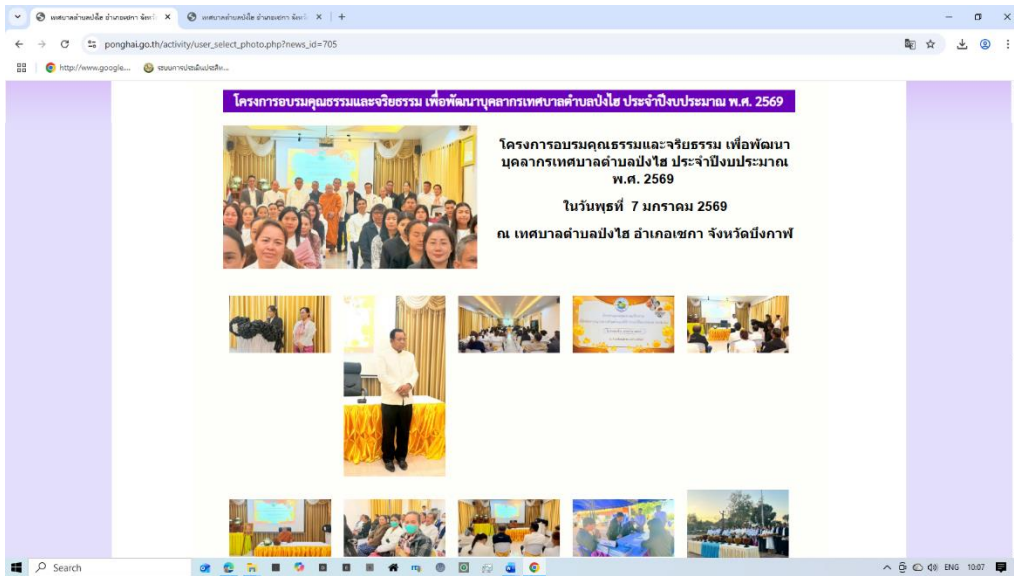 ponghai.go.th/activity/user_select_photo.php?news_id=705
http://www.google...
โครงการอบรมคุณธรรมและจริยธรรม เพื่อพัฒนาบุคลากรเทศบาลตำบลป่งไฮ ประจำปีงบประมาณ พ.ศ. 2569
โครงการอบรมคุณธรรมและจริยธรรม เพื่อพัฒนา
บุคลากรเทศบาลตำบลป่งไฮ ประจำปีงบประมาณ
พ.ศ. 2569
ในวันพุธที่ 7 มกราคม 2569
ณ เทศบาลตำบลป่งไฮ อำเภอเซกา จังหวัดบึงกาฬ
Search
ENG 10:07